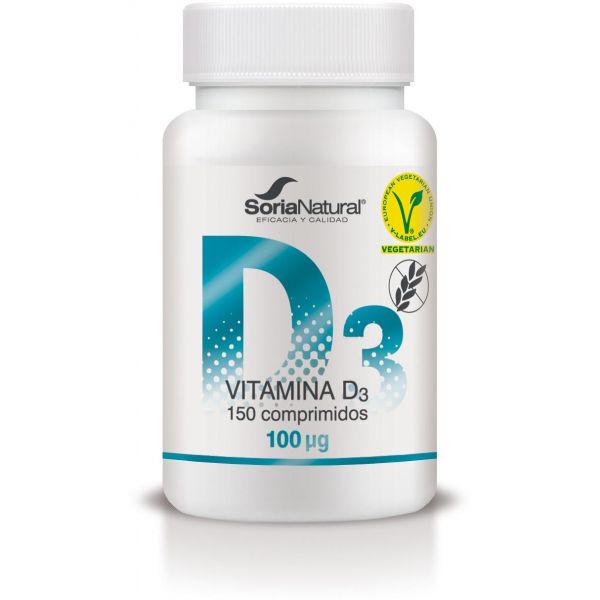 SoriaNatural®
EFICACIA Y CALIDAD
EUROPEAN VEGETARIAN UNION
V-LABEL.EU
VEGETARIAN
D3
VITAMINA D3
150 comprimidos
100 µg